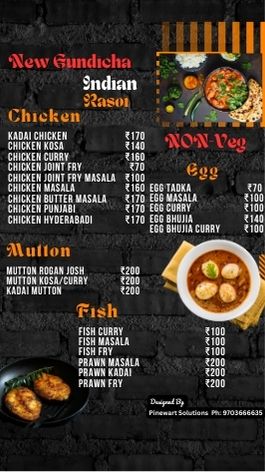 New Gundicha
Indian
Rasoi
Chicken
KADAI CHICKEN ₹170
CHICKEN KOSA ₹140
CHICKEN CURRY ₹160
CHICKEN JOINT FRY ₹70
CHICKEN JOINT FRY MASALA ₹100
CHICKEN MASALA ₹160
CHICKEN BUTTER MASALA ₹170
CHICKEN PUNJABI ₹170
CHICKEN HYDERABADI ₹170
NON-Veg
Egg
EGG TADKA ₹70
EGG MASALA ₹100
EGG CURRY ₹100
EGG BHUJIA ₹140
EGG BHUJIA CURRY ₹100
Mutton
MUTTON ROGAN JOSH ₹200
MUTTON KOSA/CURRY ₹200
KADAI MUTTON ₹200
Fish
FISH CURRY ₹100
FISH MASALA ₹100
FISH FRY ₹100
PRAWN MASALA ₹200
PRAWN KADAI ₹200
PRAWN FRY ₹200
Designed By
Pinewart Solutions Ph: 9703666635